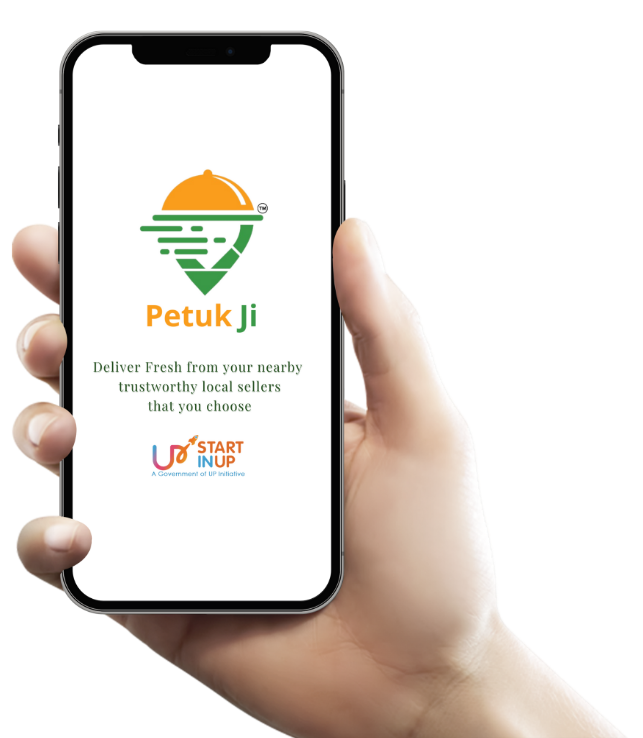 TM
Petuk Ji
Deliver Fresh from your nearby
trustworthy local sellers
that you choose
UP START
INUP
A Government of UP Initiative